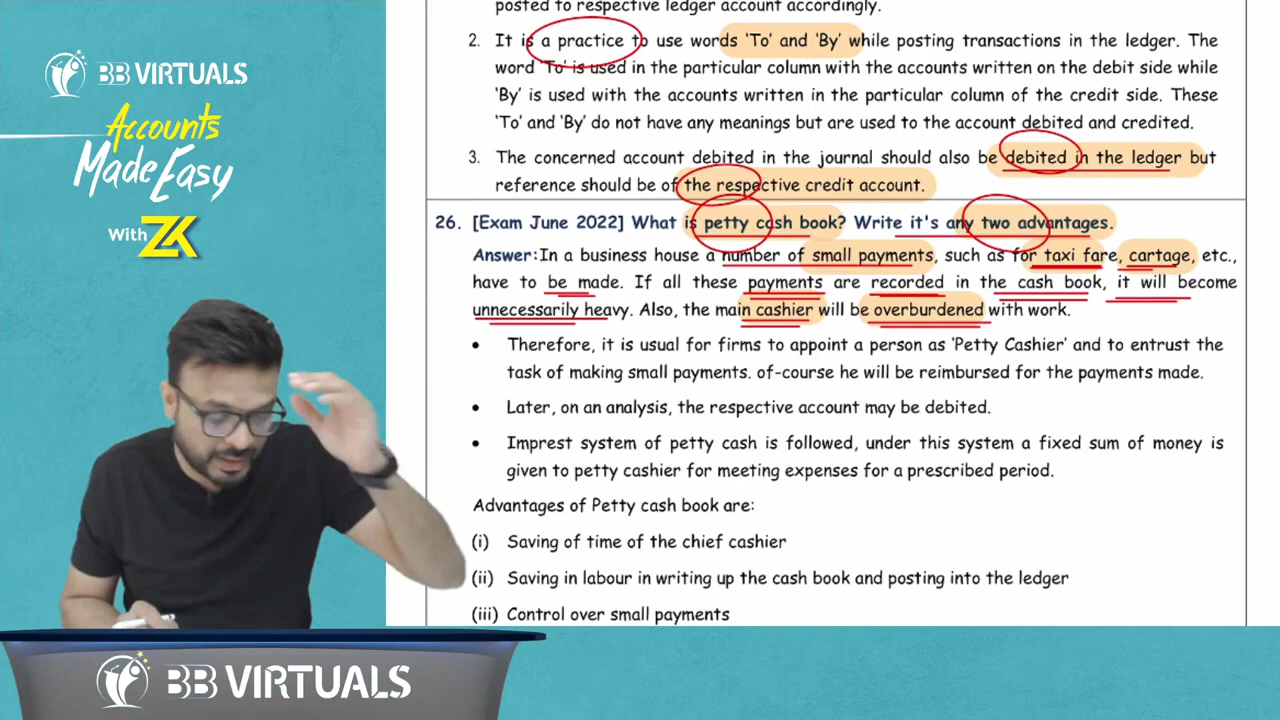 BB VIRTUALS
Accounts
Made Easy
With ZK
posted to respective ledger account accordingly.
2. It is a practice to use words 'To' and 'By' while posting transactions in the ledger. The
word 'To' is used in the particular column with the accounts written on the debit side while
'By' is used with the accounts written in the particular column of the credit side. These
'To' and 'By' do not have any meanings but are used to the account debited and credited.
3. The concerned account debited in the journal should also be debited in the ledger but
reference should be of the respective credit account.
26. [Exam June 2022] What is petty cash book? Write it's any two advantages.
Answer:In a business house a number of small payments, such as for taxi fare, cartage, etc.,
have to be made. If all these payments are recorded in the cash book, it will become
unnecessarily heavy. Also, the main cashier will be overburdened with work.
• Therefore, it is usual for firms to appoint a person as 'Petty Cashier' and to entrust the
task of making small payments. of-course he will be reimbursed for the payments made.
• Later, on an analysis, the respective account may be debited.
• Imprest system of petty cash is followed, under this system a fixed sum of money is
given to petty cashier for meeting expenses for a prescribed period.
Advantages of Petty cash book are:
(i) Saving of time of the chief cashier
(ii) Saving in labour in writing up the cash book and posting into the ledger
(iii) Control over small payments
BB VIRTUALS